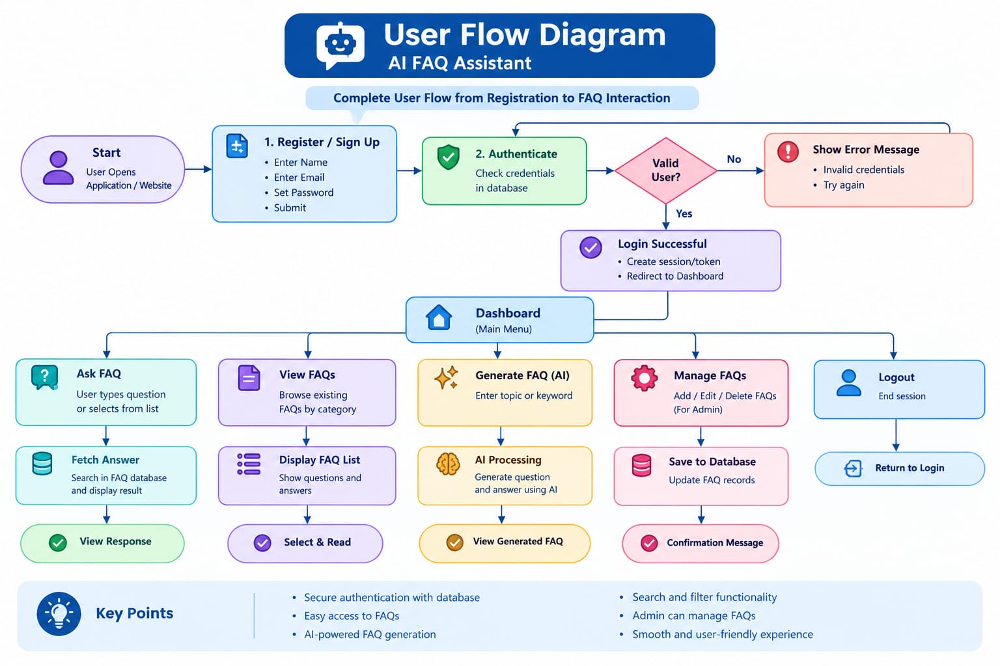 User Flow Diagram
AI FAQ Assistant
Complete User Flow from Registration to FAQ Interaction
Start
User Opens
Application / Website
1. Register / Sign Up
• Enter Name
• Enter Email
• Set Password
• Submit
2. Authenticate
Check credentials
in database
Valid
User?
No
Show Error Message
• Invalid credentials
• Try again
Yes
Login Successful
• Create session/token
• Redirect to Dashboard
Dashboard
(Main Menu)
Ask FAQ
User types question
or selects from list
View FAQs
Browse existing
FAQs by category
Generate FAQ (AI)
Enter topic or keyword
Manage FAQs
Add / Edit / Delete FAQs
(For Admin)
Logout
End session
Fetch Answer
Search in FAQ database
and display result
Display FAQ List
Show questions and
answers
AI Processing
Generate question
and answer using AI
Save to Database
Update FAQ records
Return to Login
View Response
Select & Read
View Generated FAQ
Confirmation Message
Key Points
• Secure authentication with database
• Easy access to FAQs
• AI-powered FAQ generation
• Search and filter functionality
• Admin can manage FAQs
• Smooth and user-friendly experience